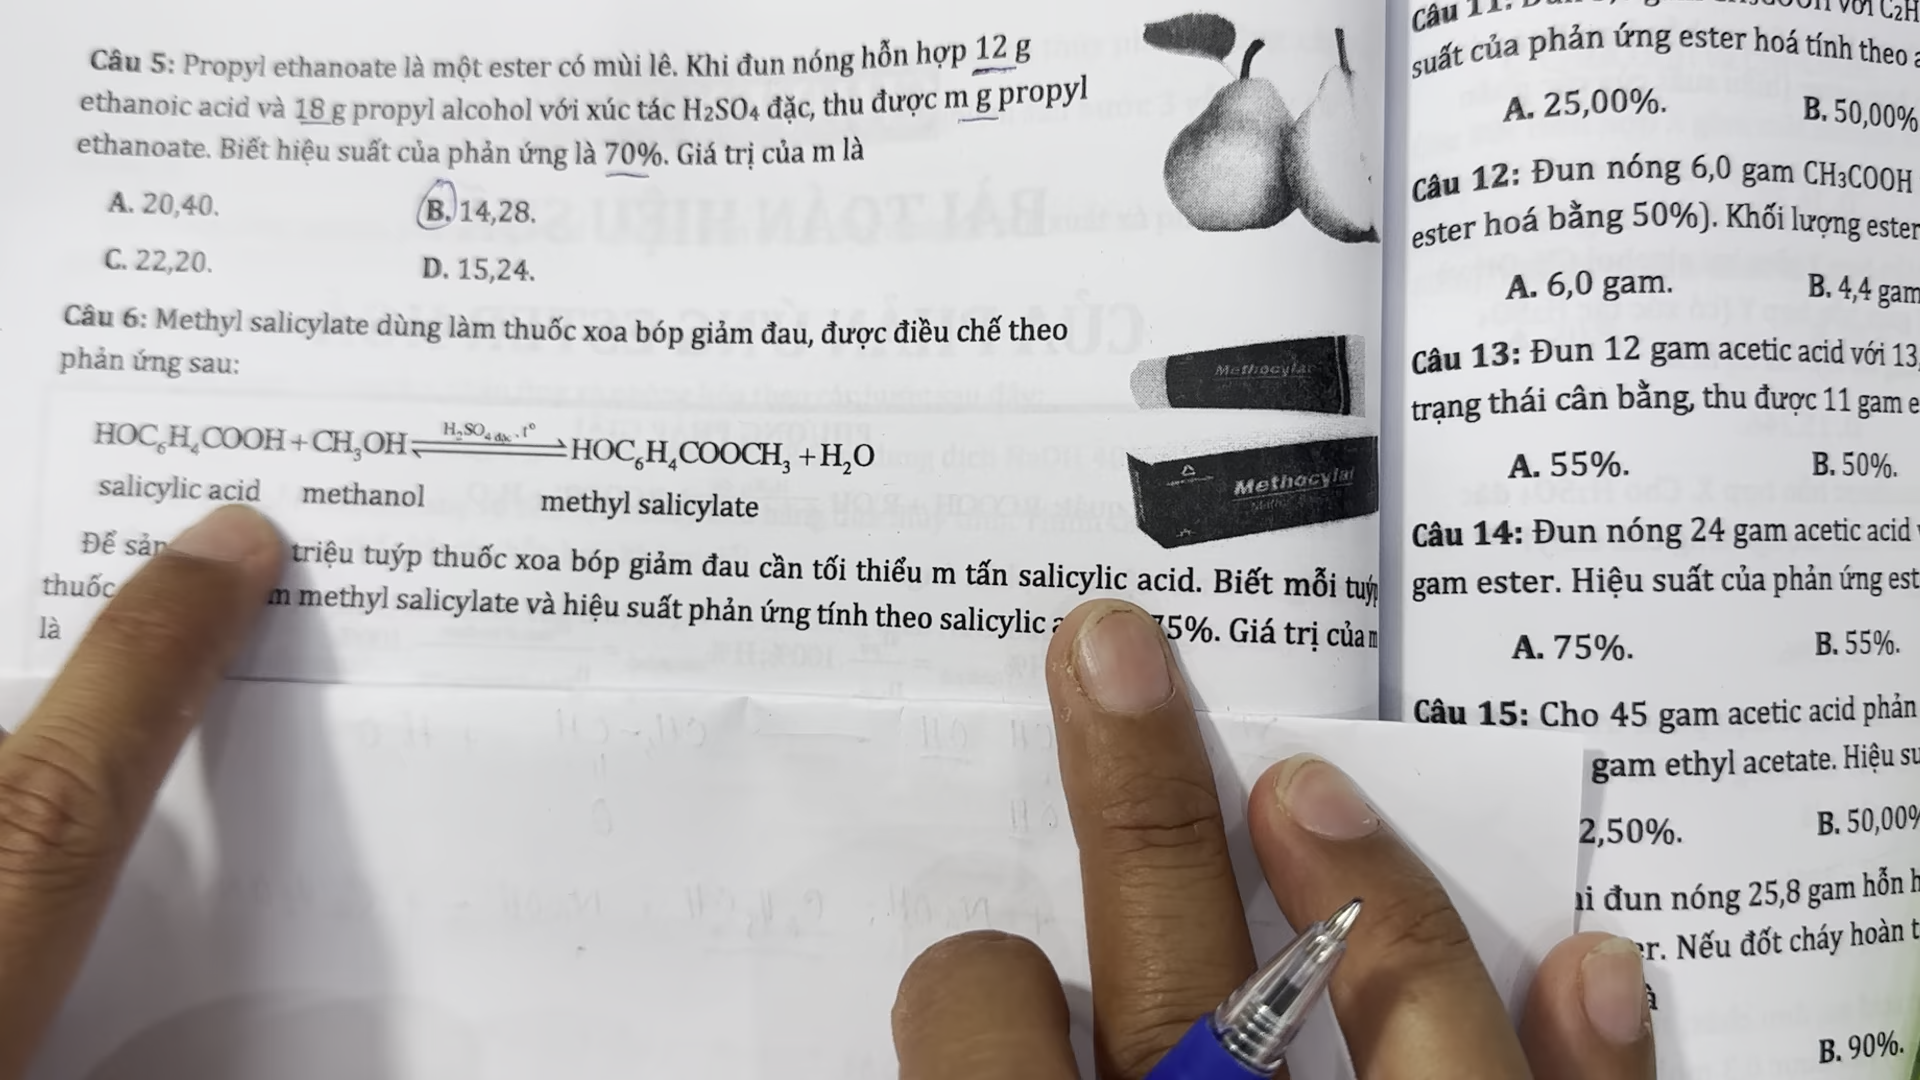 Câu 5: Propyl ethanoate là một ester có mùi lê. Khi đun nóng hỗn hợp 12 g
ethanoic acid và 18 g propyl alcohol với xúc tác H₂SO₄ đặc, thu được m g propyl
ethanoate. Biết hiệu suất của phản ứng là 70%. Giá trị của m là
A. 20,40.
B. 14,28.
C. 22,20.
D. 15,24.
Câu 6: Methyl salicylate dùng làm thuốc xoa bóp giảm đau, được điều chế theo
phản ứng sau:
Methocylat
HOC₆H₄COOH + CH₃OH ⇌ HOC₆H₄COOCH₃ + H₂O
H₂SO₄ đặc, t°
Methocylat
salicylic acid methanol methyl salicylate
Để sản triệu tuýp thuốc xoa bóp giảm đau cần tối thiểu m tấn salicylic acid. Biết mỗi tuýp
thuốc methyl salicylate và hiệu suất phản ứng tính theo salicylic 5%. Giá trị của m
là
Câu 11:
với C₂H
suất của phản ứng ester hoá tính theo
A. 25,00%.
B. 50,00%
Câu 12: Đun nóng 6,0 gam CH₃COOH
ester hoá bằng 50%). Khối lượng ester
A. 6,0 gam.
B. 4,4 gam
Câu 13: Đun 12 gam acetic acid với 13,
trạng thái cân bằng, thu được 11 gam e
A. 55%.
B. 50%.
Câu 14: Đun nóng 24 gam acetic acid
gam ester. Hiệu suất của phản ứng est
A. 75%.
B. 55%.
Câu 15: Cho 45 gam acetic acid phản
gam ethyl acetate. Hiệu su
2,50%.
B. 50,00%
đun nóng 25,8 gam hỗn h
er. Nếu đốt cháy hoàn t
B. 90%.